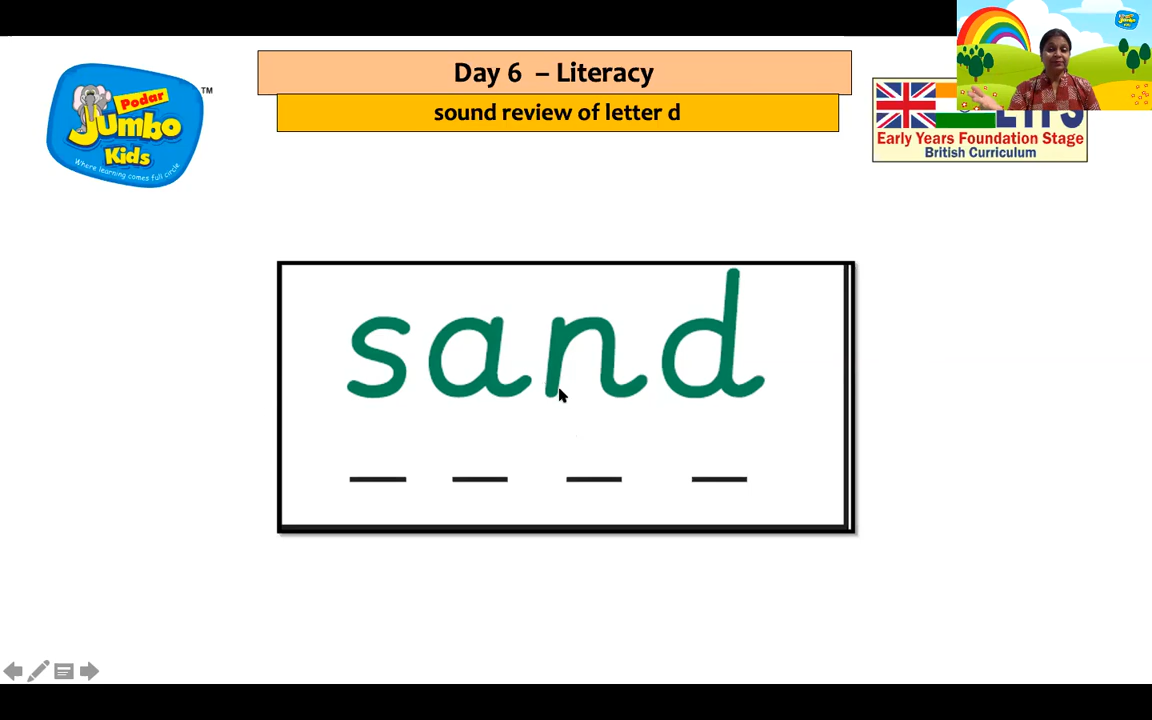 Day 6 – Literacy
sound review of letter d
Podar
Jumbo
Kids
TM
Where learning comes full circle
Early Years Foundation Stage
British Curriculum
sand